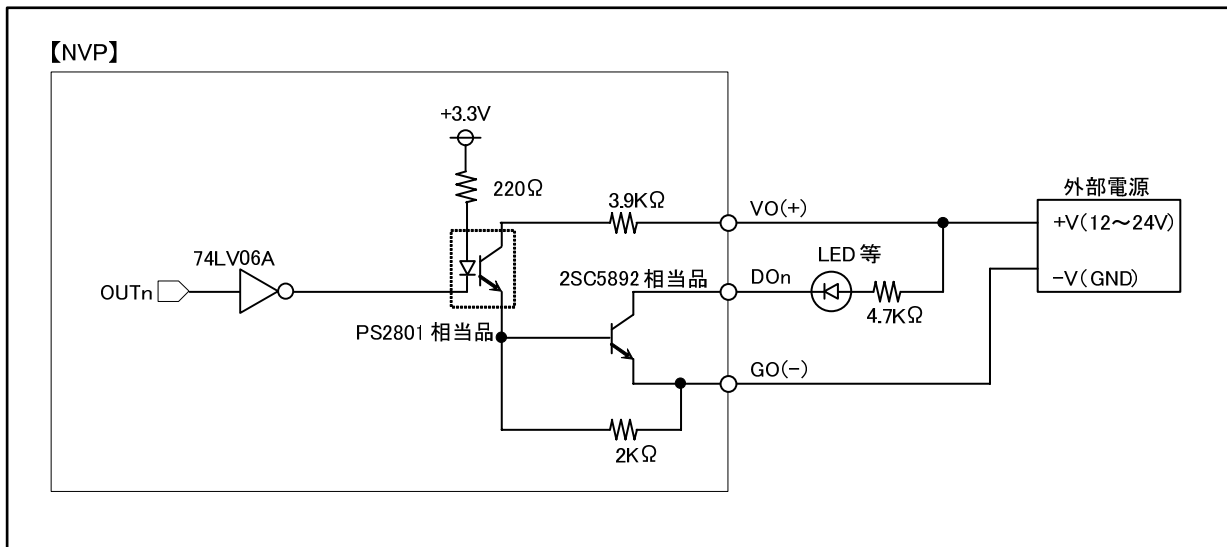 【NVP】
+3.3V
220Ω
3.9KΩ
VO(+)
外部電源
+V(12～24V)
74LV06A
LED 等
2SC5892 相当品
DOn
-V(GND)
OUTn
4.7KΩ
PS2801 相当品
GO(-)
2KΩ